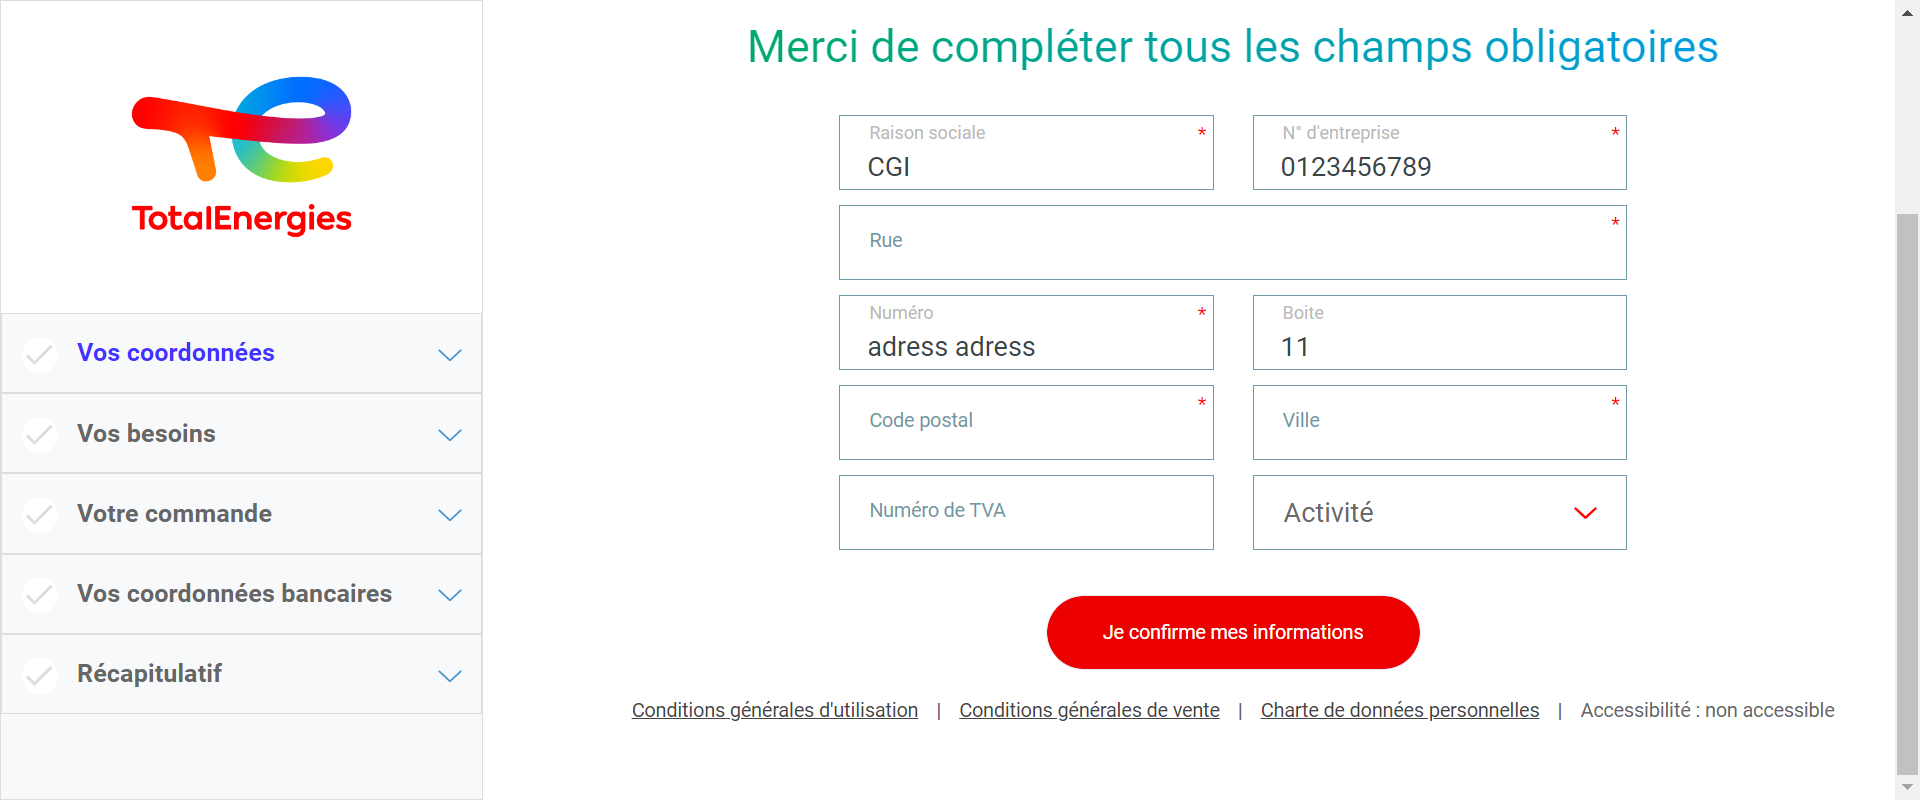 Merci de compléter tous les champs obligatoires
TotalEnergies
Vos coordonnées
Vos besoins
Votre commande
Vos coordonnées bancaires
Récapitulatif
Raison sociale *
CGI
N° d'entreprise *
0123456789
Rue *
Numéro *
adress adress
Boite
11
Code postal *
Ville *
Numéro de TVA
Activité
Je confirme mes informations
Conditions générales d'utilisation | Conditions générales de vente | Charte de données personnelles | Accessibilité : non accessible